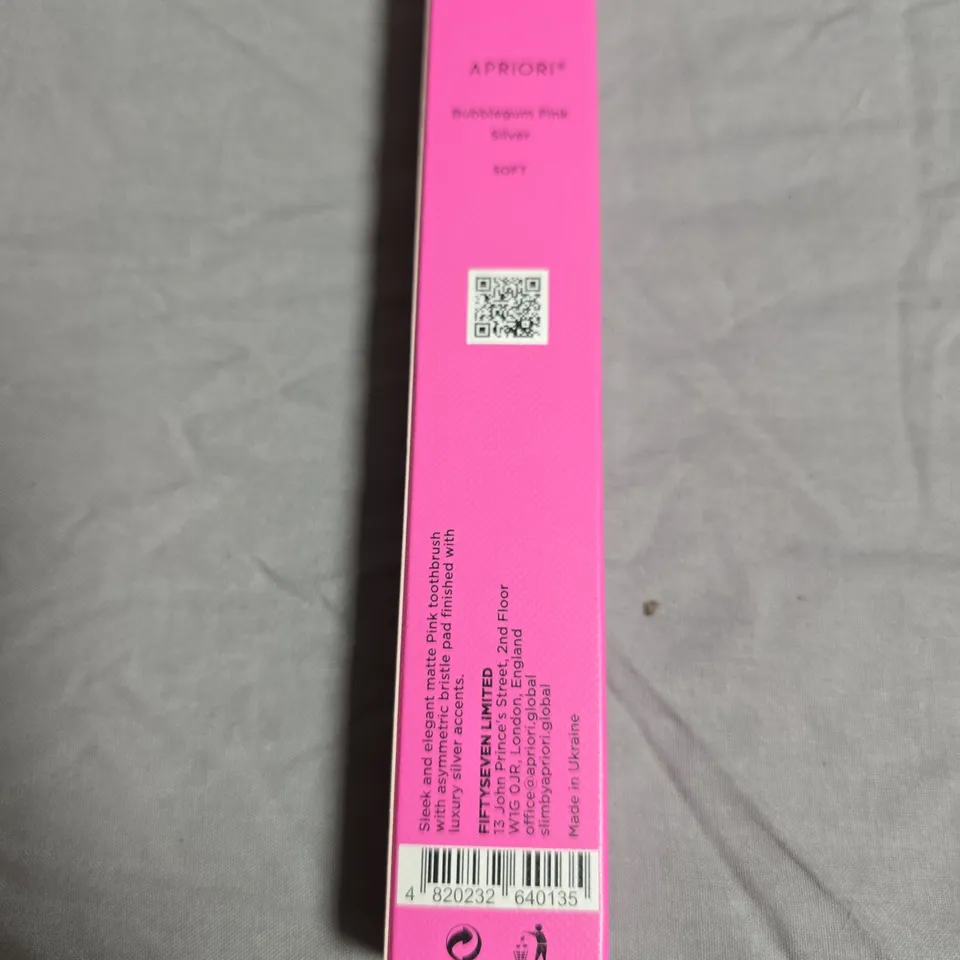 APRIORI®
Bubblegum Pink
Silver
SOFT
Sleek and elegant matte Pink toothbrush
with asymmetric bristle pad finished with
luxury silver accents.
FIFTYSEVEN LIMITED
13 John Prince's Street, 2nd Floor
W1G 0JR, London, England
office@apriori.global
slimbyapriori.global
Made in Ukraine
4 820232 640135